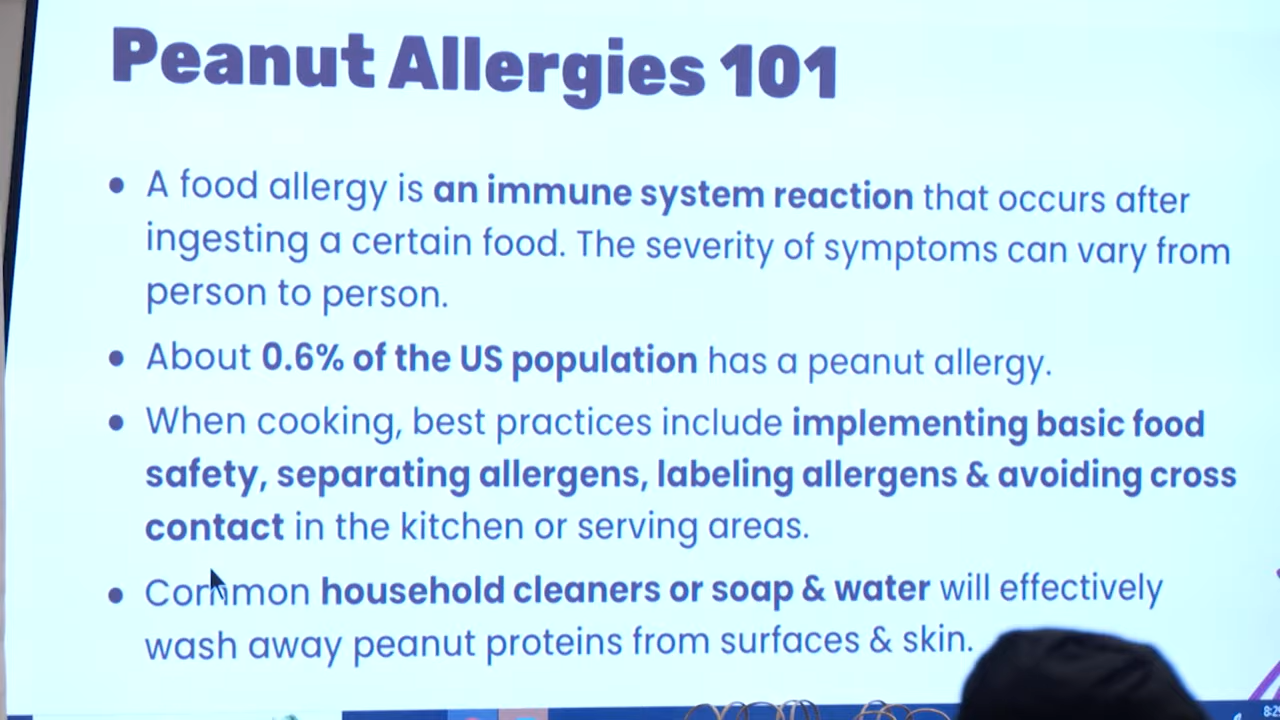 Peanut Allergies 101
• A food allergy is an immune system reaction that occurs after
ingesting a certain food. The severity of symptoms can vary from
person to person.
• About 0.6% of the US population has a peanut allergy.
• When cooking, best practices include implementing basic food
safety, separating allergens, labeling allergens & avoiding cross
contact in the kitchen or serving areas.
• Common household cleaners or soap & water will effectively
wash away peanut proteins from surfaces & skin.